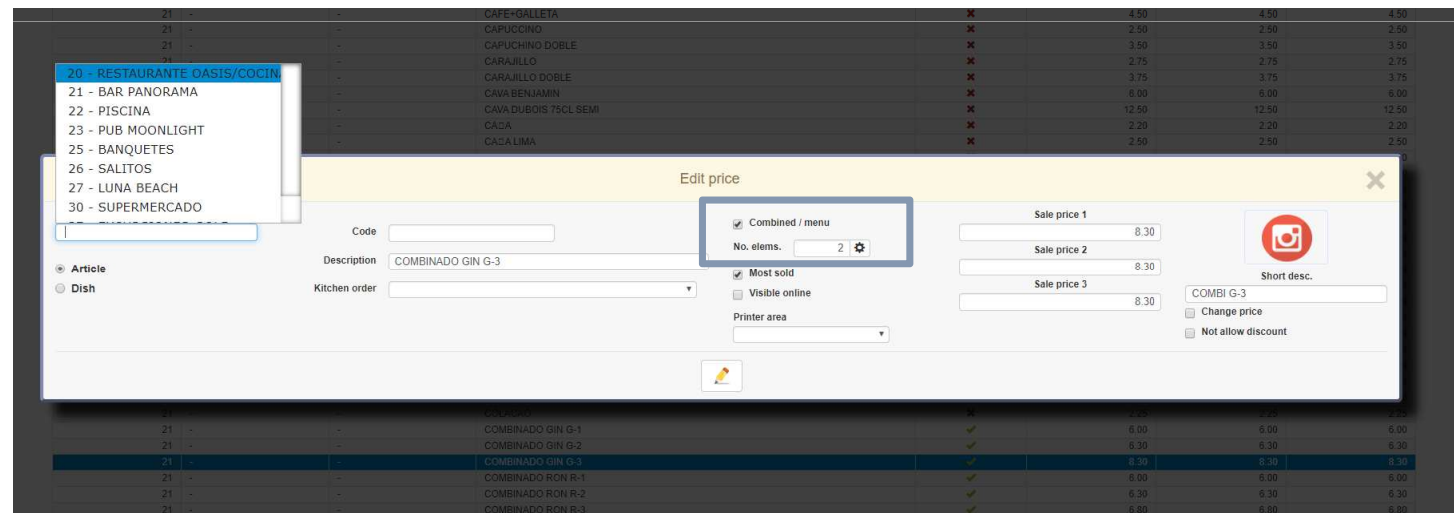 21 - - CAFE+GALLETA 4.50 4.50 4.50
21 - - CAPUCCINO 2.50 2.50 2.50
21 - - CAPUCHINO DOBLE 3.50 3.50 3.50
21 - CARAJILLO 2.75 2.75 2.75
- CARAJILLO DOBLE 3.75 3.75 3.75
- CAVA BENJAMIN 6.00 6.00 6.00
- CAVA DUBOIS 75CL SEMI 12.50 12.50 12.50
- 2.20 2.20 2.20
- LIMA 2.50 2.50 2.50
20 - RESTAURANTE OASIS/COCINA
21 - BAR PANORAMA
22 - PISCINA
23 - PUB MOONLIGHT
25 - BANQUETES
26 - SALITOS
27 - LUNA BEACH
30 - SUPERMERCADO
Edit price
Article
Dish
Code
Description COMBINADO GIN G-3
Kitchen order
Combined / menu
No. elems. 2
Most sold
Visible online
Printer area
Sale price 1
8.30
Sale price 2
8.30
Sale price 3
8.30
Short desc.
COMBI G-3
Change price
Not allow discount
21 - - COLACAO 2.25 2.25 2.25
21 - - COMBINADO GIN G-1 6.00 6.00 6.00
21 - - COMBINADO GIN G-2 6.30 6.30 6.30
21 - - COMBINADO GIN G-3 8.30 8.30 8.30
21 - - COMBINADO RON R-1 6.00 6.00 6.00
21 - - COMBINADO RON R-2 6.30 6.30 6.30
21 - - COMBINADO RON R-3 6.80 6.80 6.80